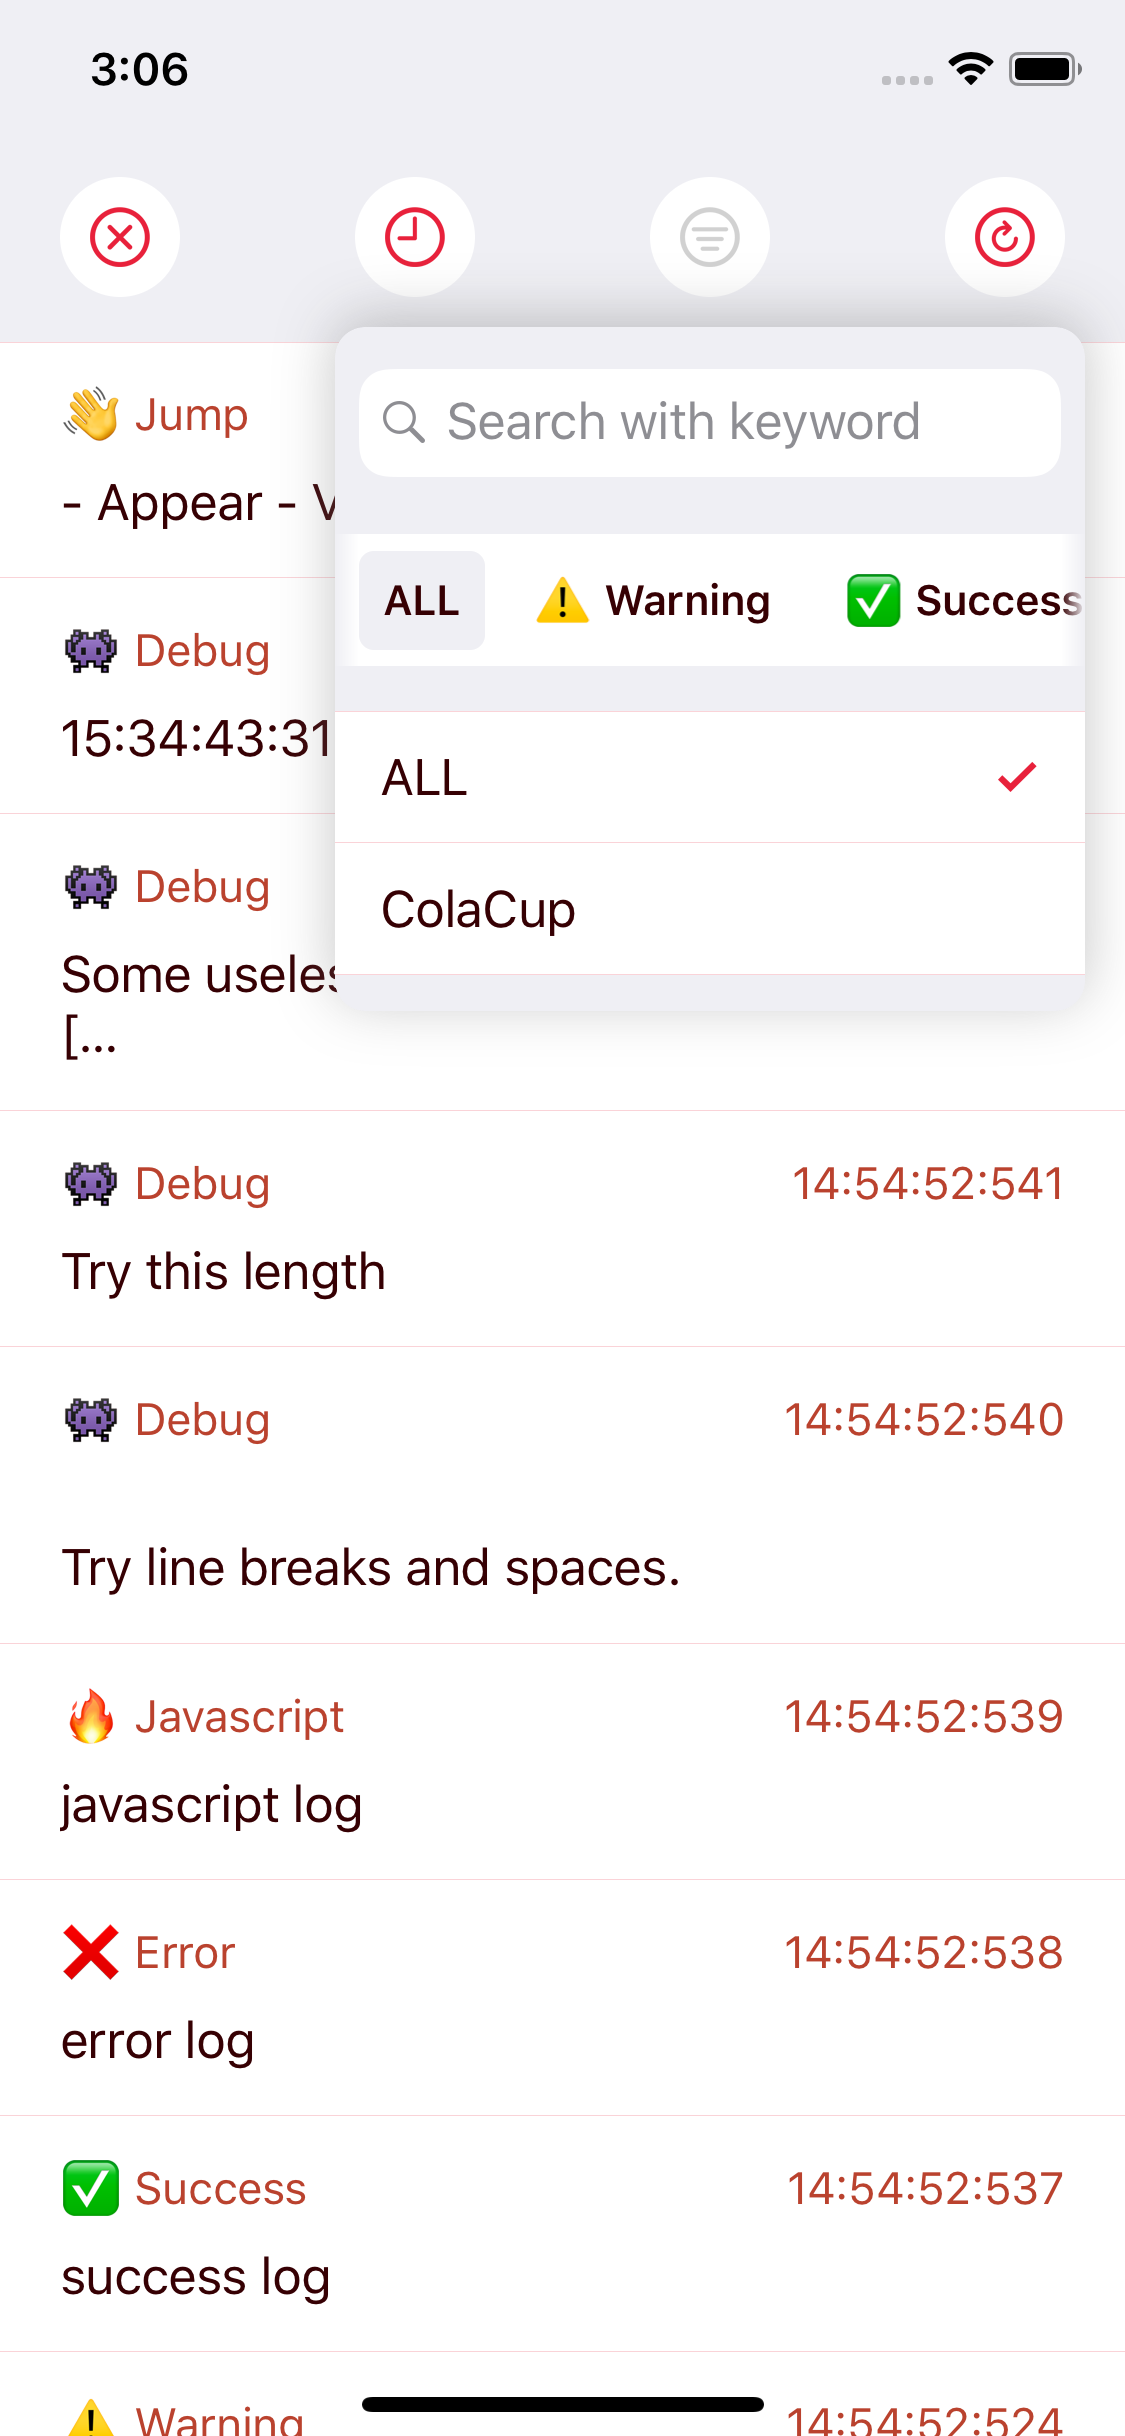 3:06
Search with keyword
ALL
Warning
Success
ALL
ColaCup
Jump
- Appear -
Debug
15:34:43:31
Debug
Some
[...
Debug
14:54:52:541
Try this length
Debug
14:54:52:540
Try line breaks and spaces.
Javascript
14:54:52:539
javascript log
Error
14:54:52:538
error log
Success
14:54:52:537
success log
Warning
14:54:52:524